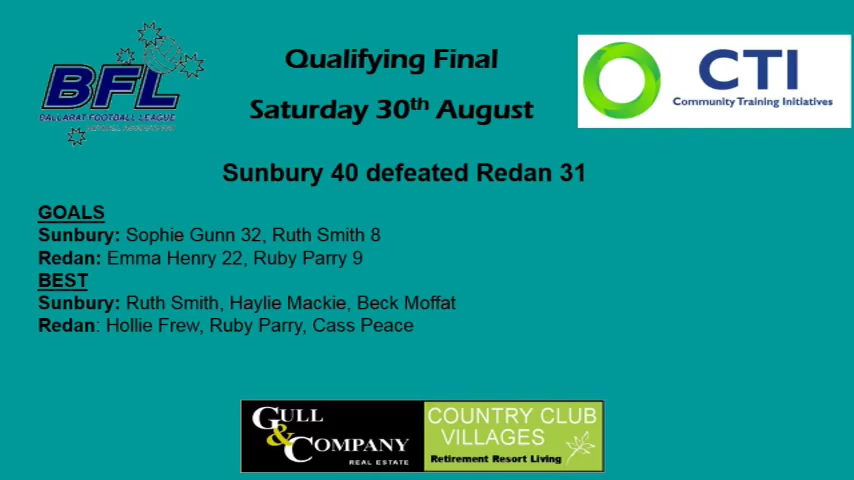 BFL
BALLARAT FOOTBALL LEAGUE
Qualifying Final
Saturday 30th August
CTI
Community Training Initiatives
Sunbury 40 defeated Redan 31
GOALS
Sunbury: Sophie Gunn 32, Ruth Smith 8
Redan: Emma Henry 22, Ruby Parry 9
BEST
Sunbury: Ruth Smith, Haylie Mackie, Beck Moffat
Redan: Hollie Frew, Ruby Parry, Cass Peace
GULL
& COMPANY
REAL ESTATE
COUNTRY CLUB
VILLAGES
Retirement Resort Living